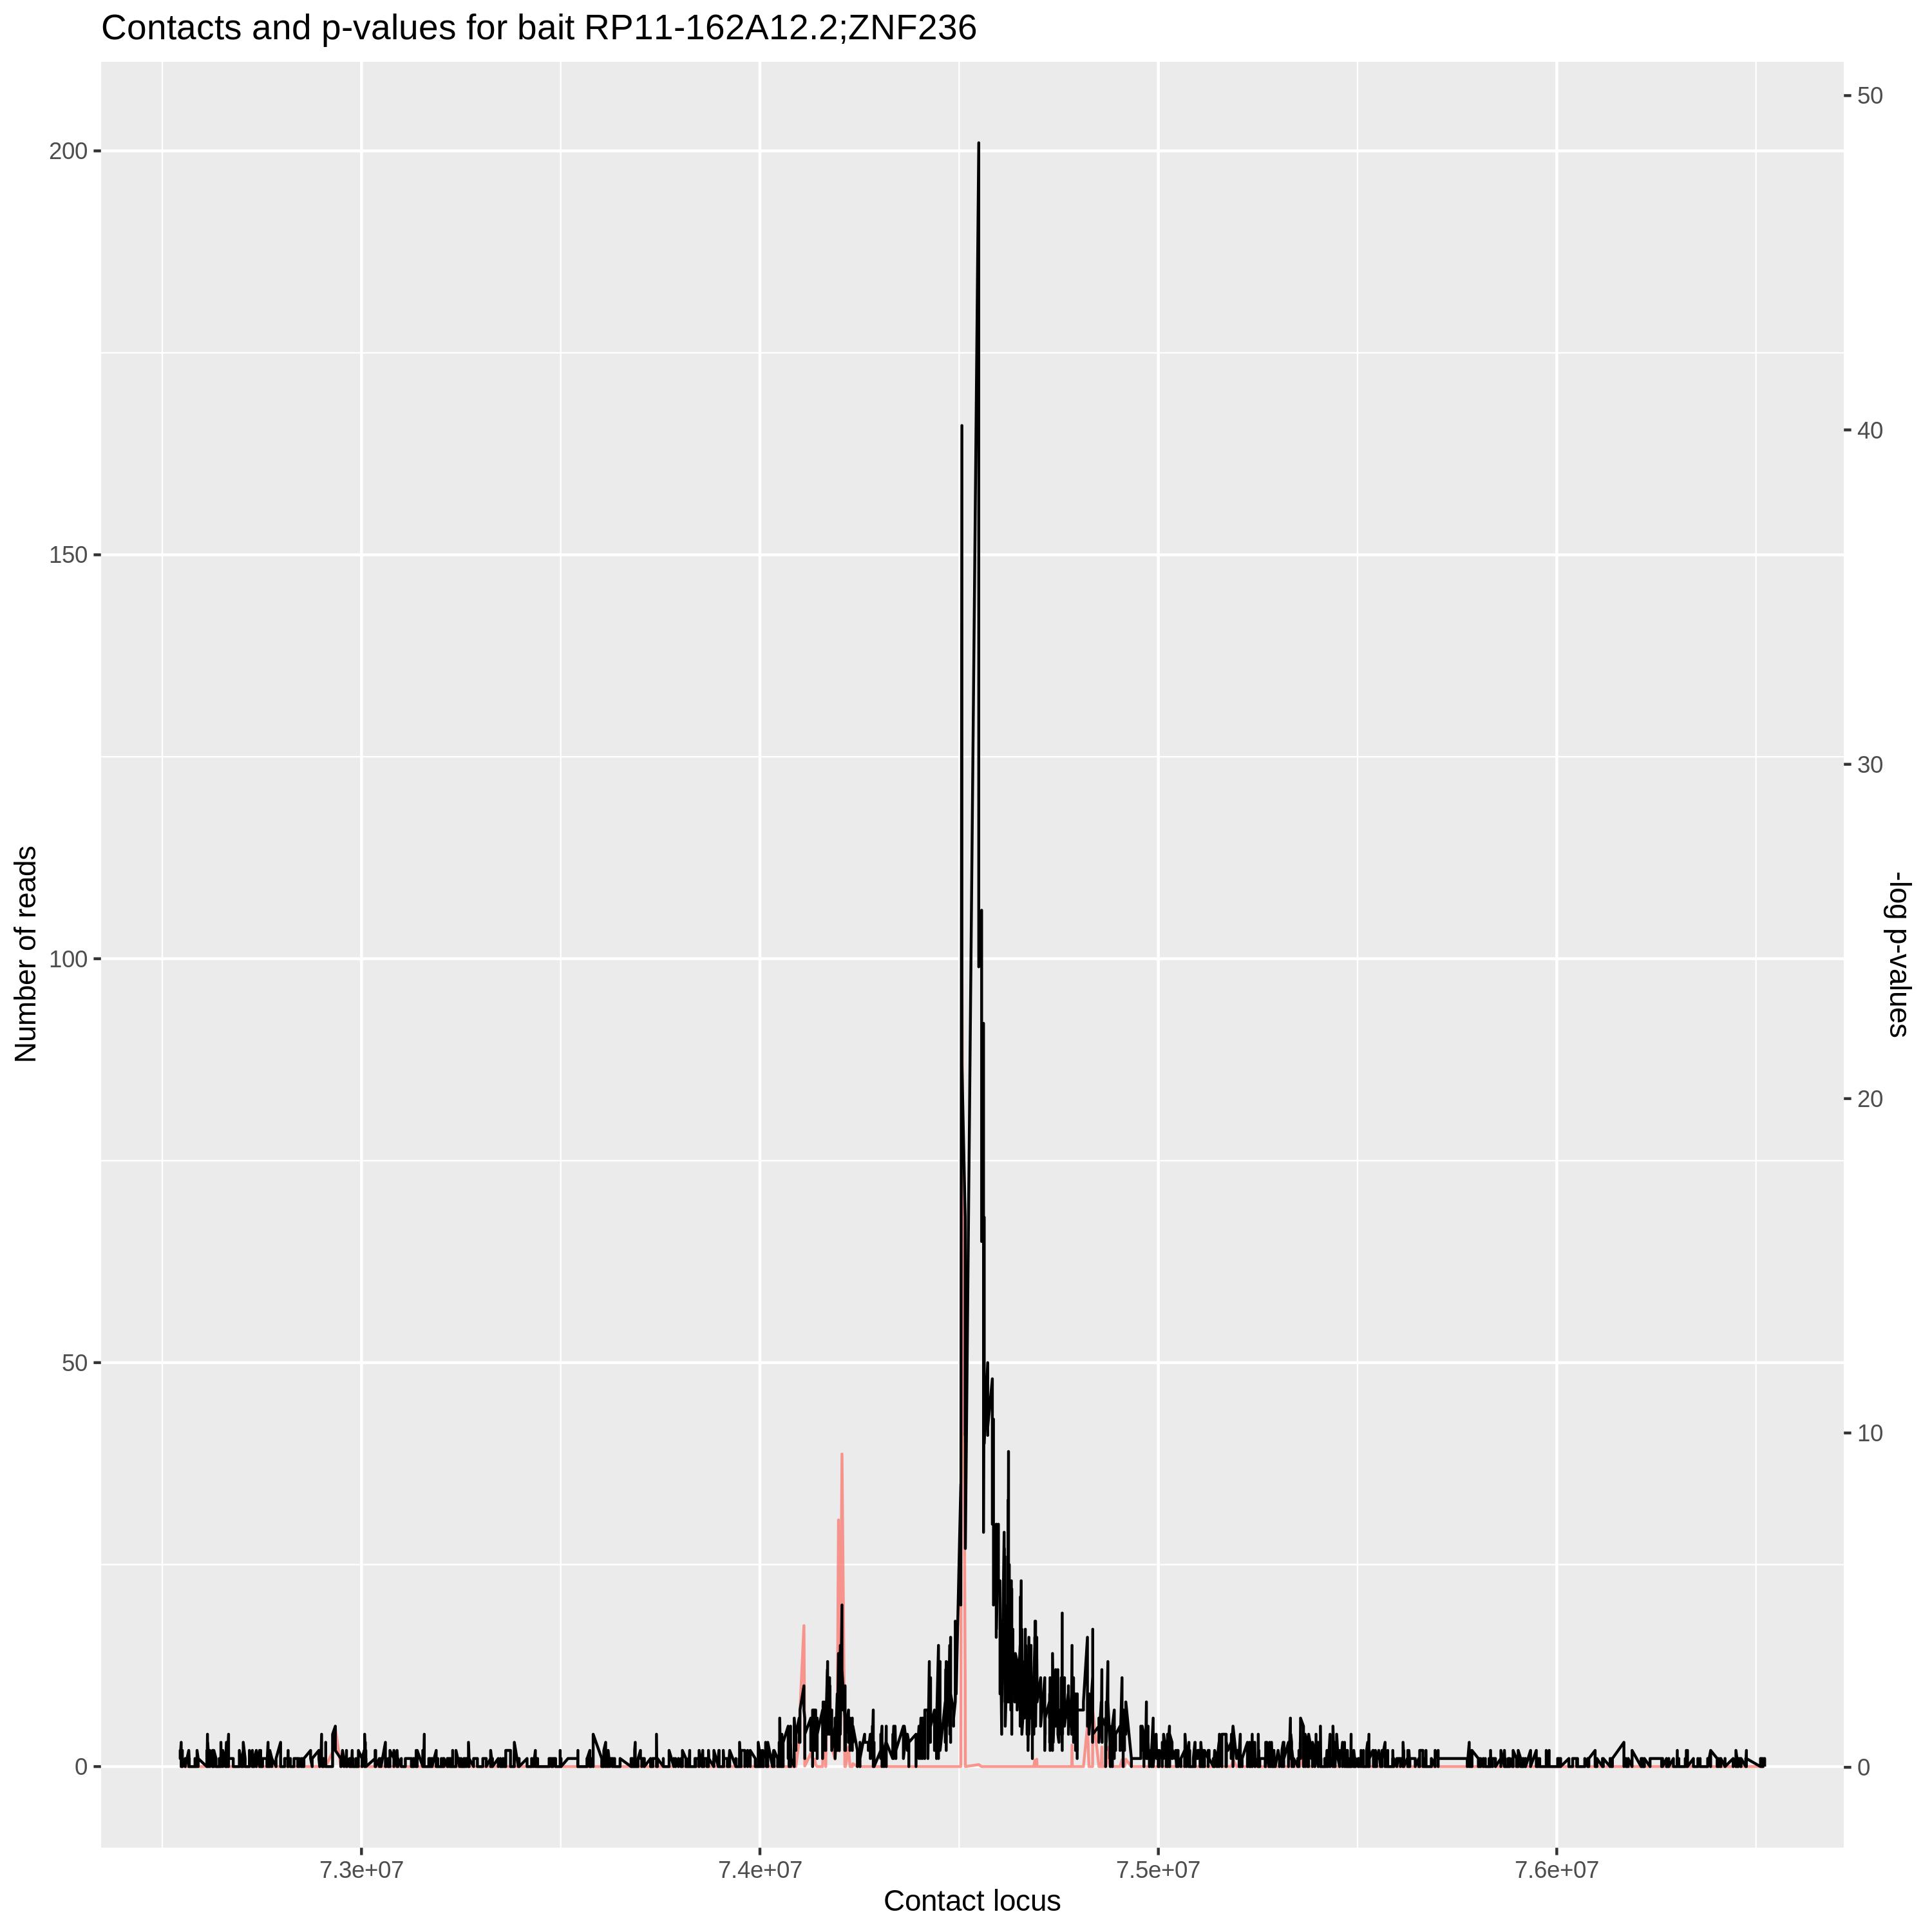 Contacts and p-values for bait RP11-162A12.2;ZNF236
200
150
100
50
0
Number of reads
50
40
30
20
10
0
-log p-values
7.3e+07 7.4e+07 7.5e+07 7.6e+07
Contact locus